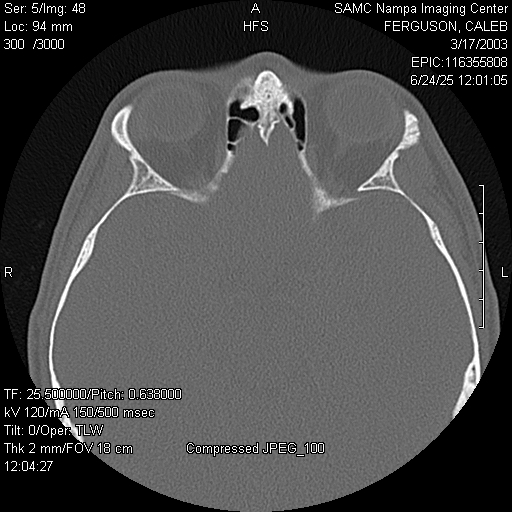 Ser: 5/Img: 48
Loc: 94 mm
300 /3000
A
HFS
SAMC Nampa Imaging Center
FERGUSON, CALEB
3/17/2003
EPIC:116355808
6/24/25 12:01:05
R
L
TF: 25.500000/Pitch: 0.638000
kV 120/mA 150/500 msec
Tilt: 0/Oper: TLW
Thk 2 mm/FOV 18 cm
12:04:27
Compressed JPEG_100